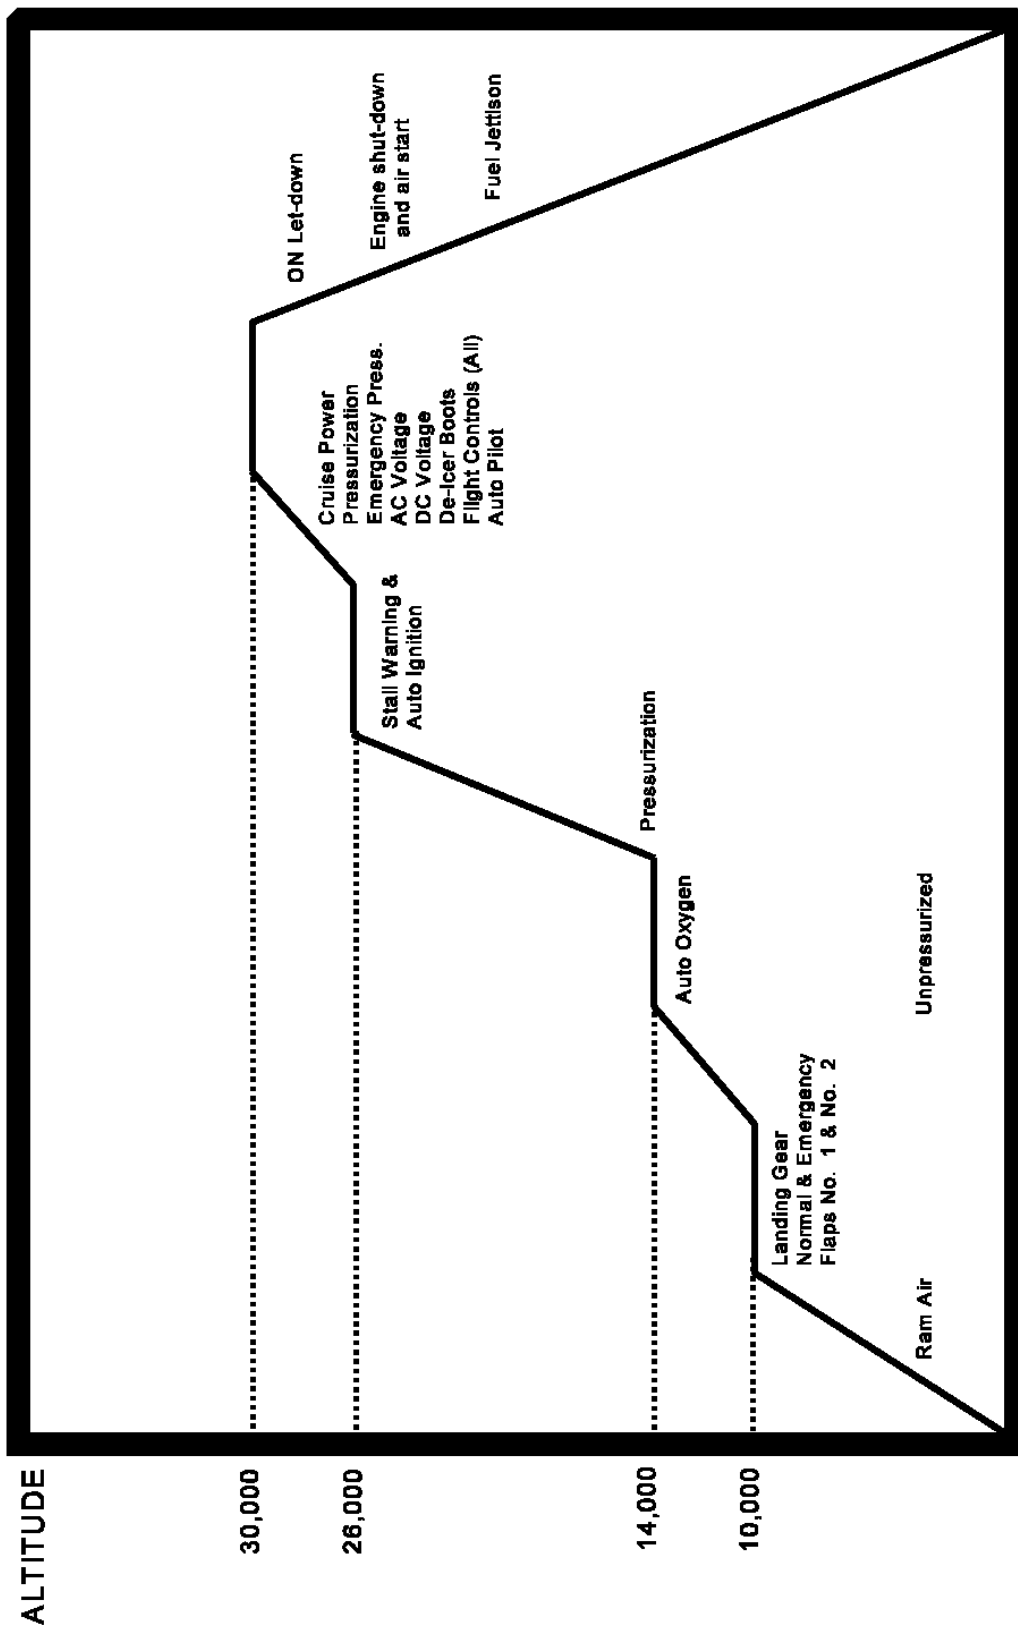 ALTITUDE
30,000
26,000
14,000
10,000
Ram Air
Landing Gear
Normal & Emergency
Flaps No. 1 & No. 2
Unpressurized
Auto Oxygen
Pressurization
Stall Warning &
Auto Ignition
Cruise Power
Pressurization
Emergency Press.
AC Voltage
DC Voltage
De-Icer Boots
Flight Controls (All)
Auto Pilot
ON Let-down
Engine shut-down
and air start
Fuel Jettison